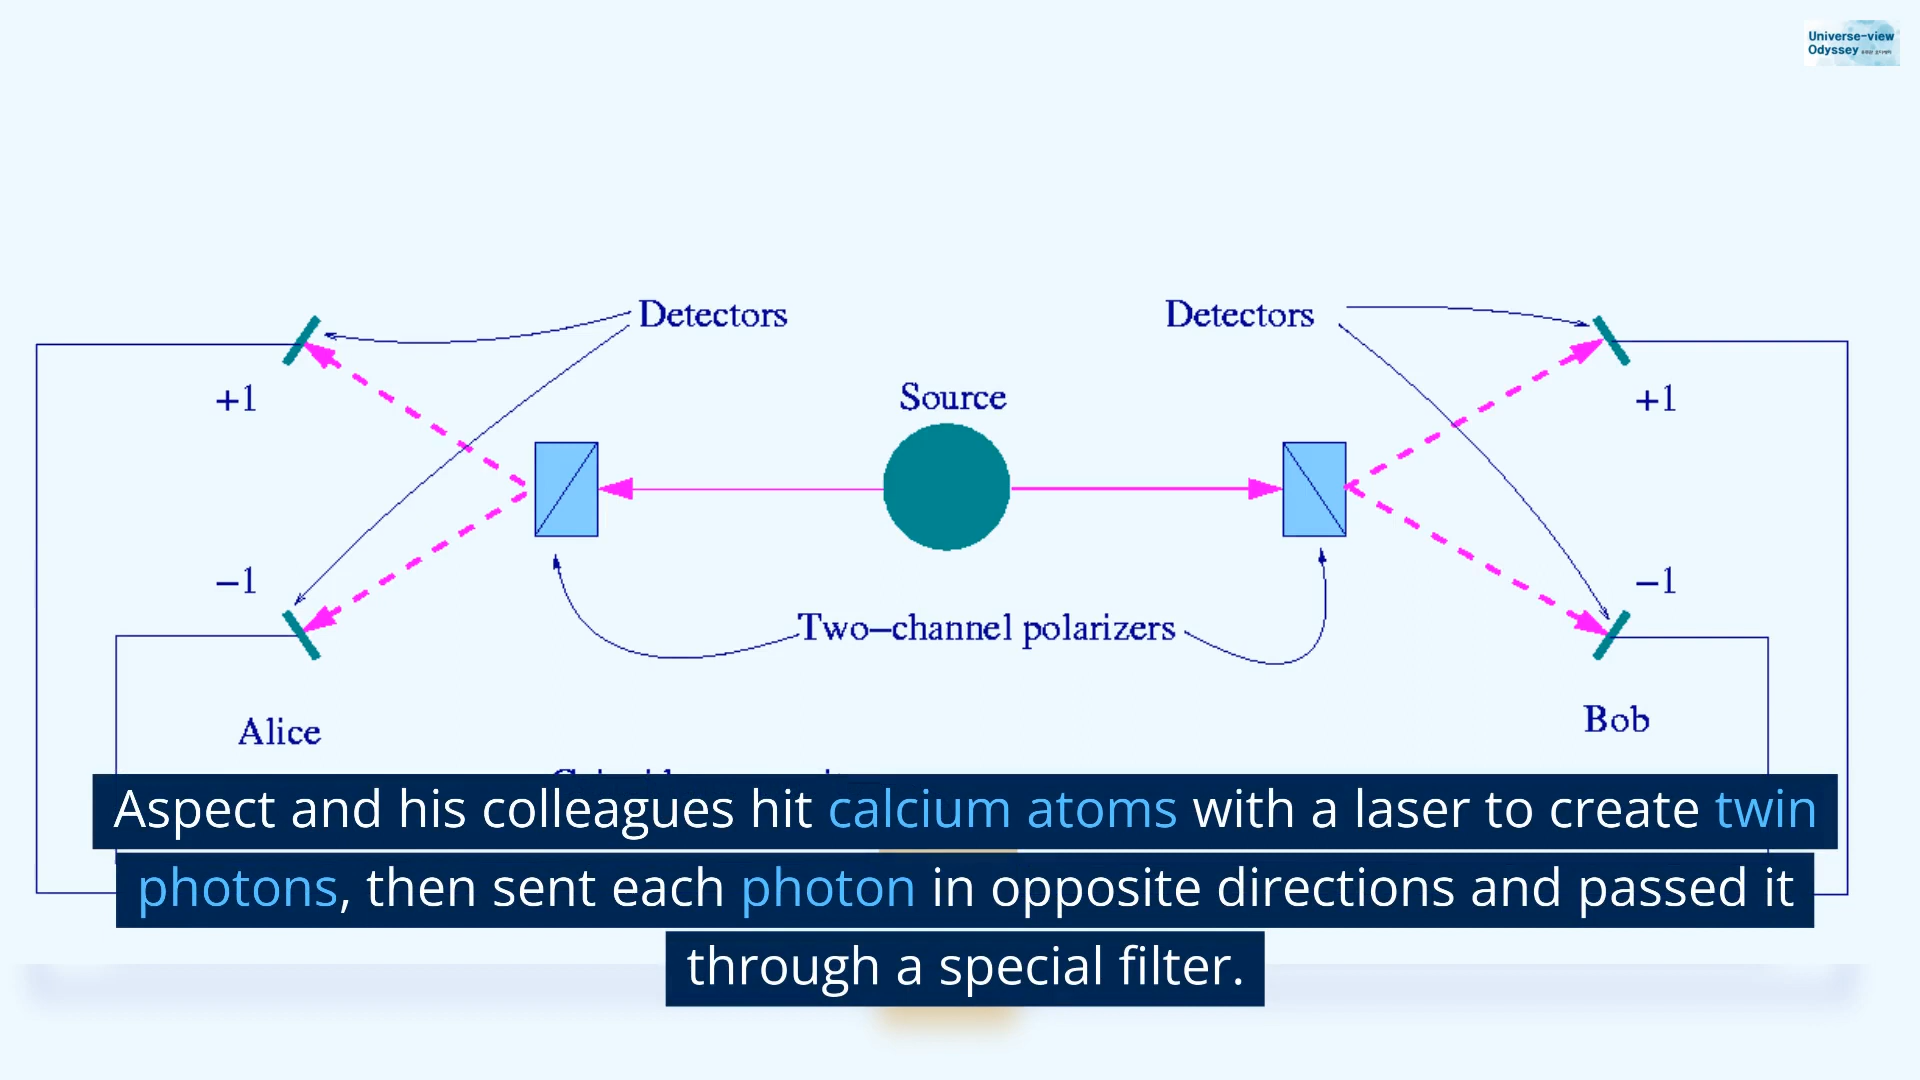 Universe-view
Odyssey
Detectors
Detectors
Source
+1
+1
−1
−1
Two−channel polarizers
Alice
Bob
Aspect and his colleagues hit calcium atoms with a laser to create twin
photons, then sent each photon in opposite directions and passed it
through a special filter.